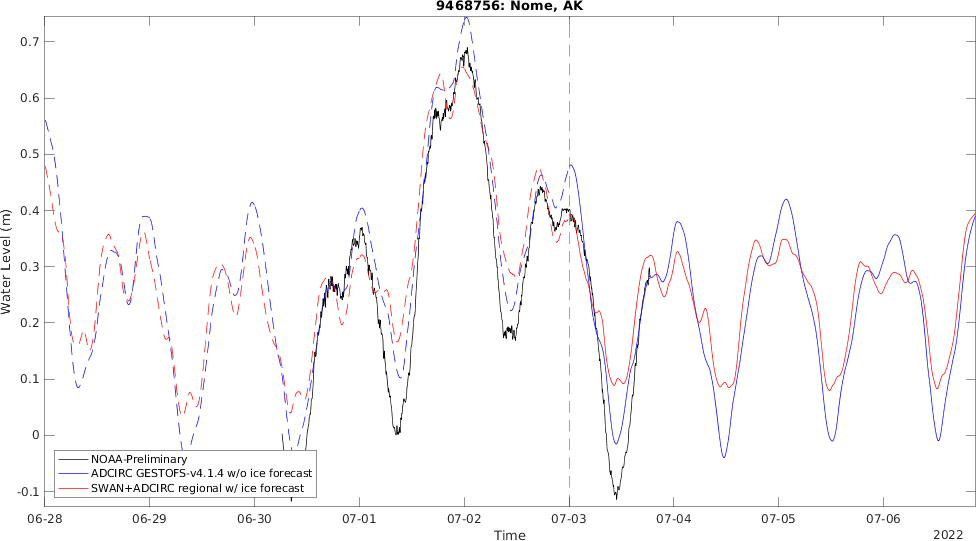 9468756: Nome, AK
0.7
0.6
0.5
0.4
0.3
0.2
0.1
0
-0.1
Water Level (m)
NOAA-Preliminary
ADCIRC GESTOFS-v4.1.4 w/o ice forecast
SWAN+ADCIRC regional w/ ice forecast
06-28 06-29 06-30 07-01 07-02 07-03 07-04 07-05 07-06
Time
2022